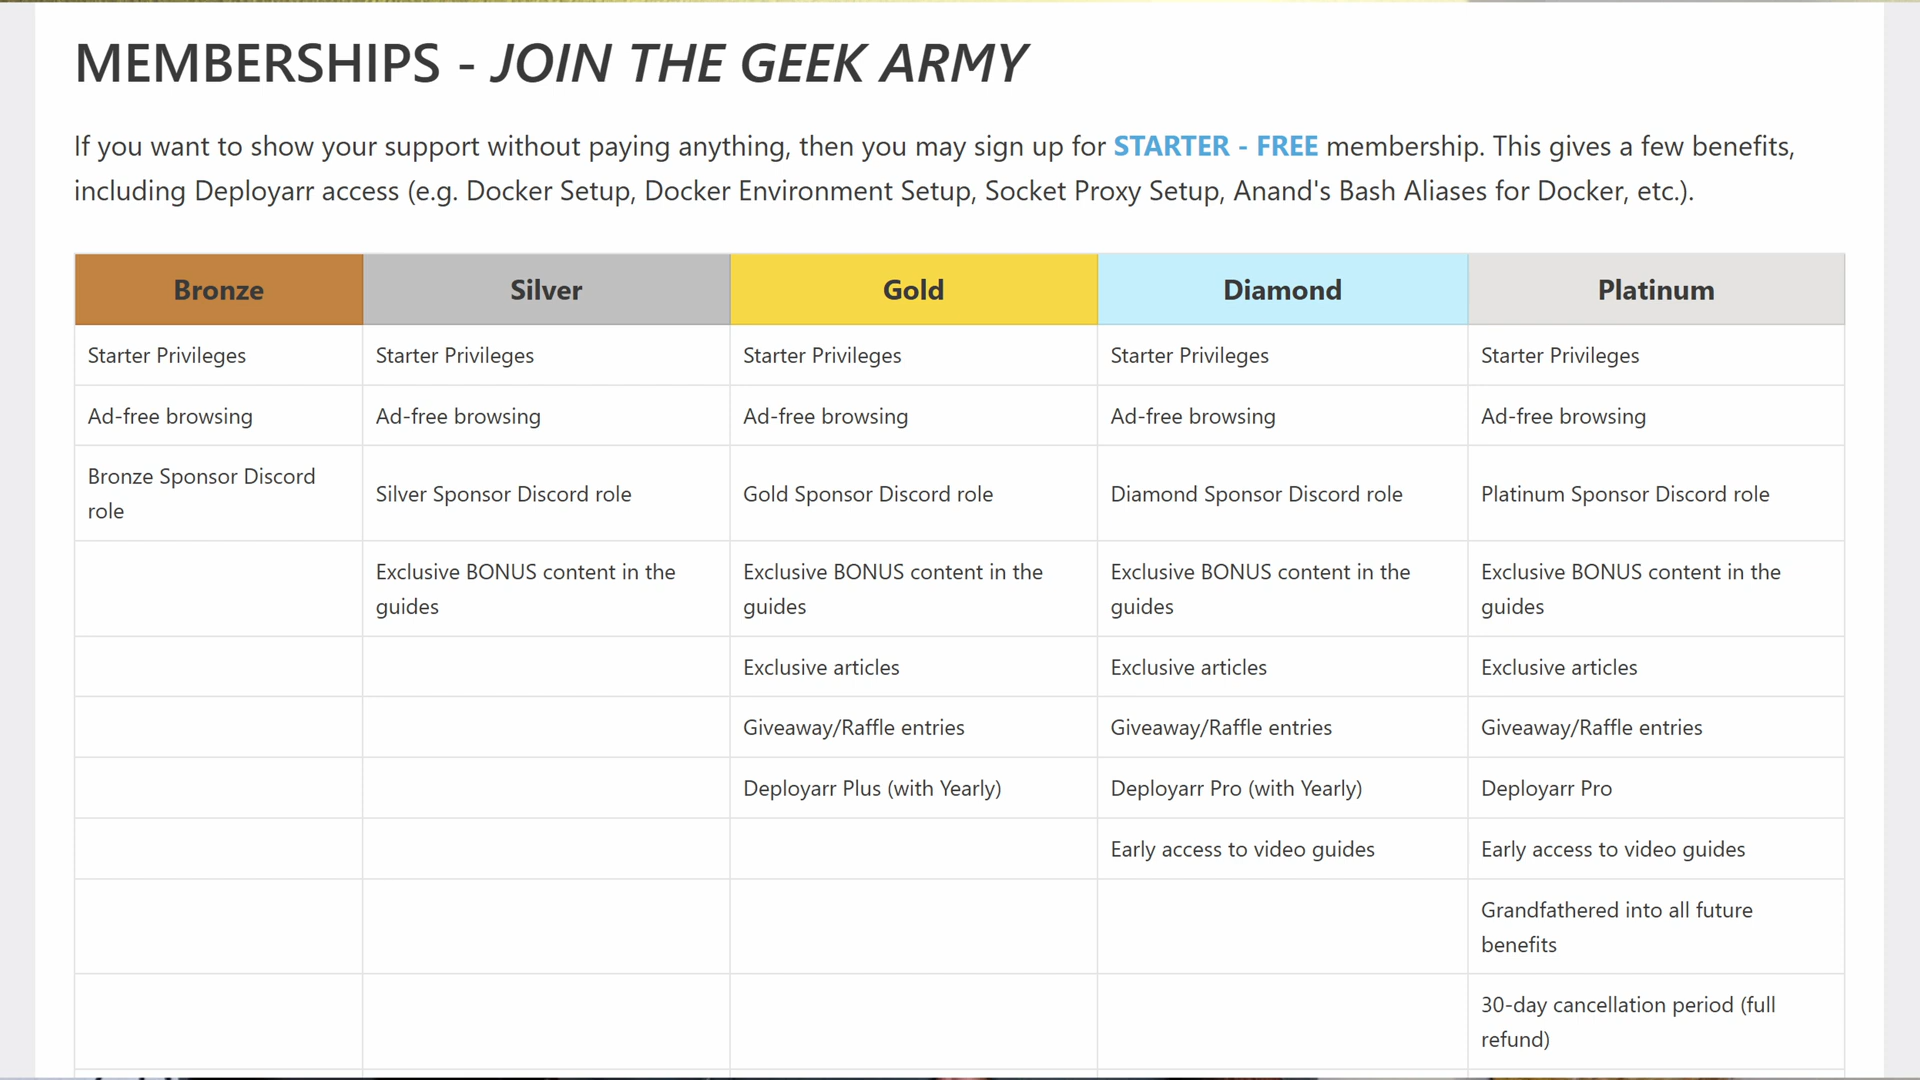 MEMBERSHIPS - JOIN THE GEEK ARMY
If you want to show your support without paying anything, then you may sign up for STARTER - FREE membership. This gives a few benefits,
including Deployarr access (e.g. Docker Setup, Docker Environment Setup, Socket Proxy Setup, Anand's Bash Aliases for Docker, etc.).
Bronze Silver Gold Diamond Platinum
Starter Privileges Starter Privileges Starter Privileges Starter Privileges Starter Privileges
Ad-free browsing Ad-free browsing Ad-free browsing Ad-free browsing Ad-free browsing
Bronze Sponsor Discord
role
Silver Sponsor Discord role Gold Sponsor Discord role Diamond Sponsor Discord role Platinum Sponsor Discord role
Exclusive BONUS content in the Exclusive BONUS content in the Exclusive BONUS content in the Exclusive BONUS content in the
guides guides guides guides
Exclusive articles Exclusive articles Exclusive articles
Giveaway/Raffle entries Giveaway/Raffle entries Giveaway/Raffle entries
Deployarr Plus (with Yearly) Deployarr Pro (with Yearly) Deployarr Pro
Early access to video guides Early access to video guides
Grandfathered into all future
benefits
30-day cancellation period (full
refund)